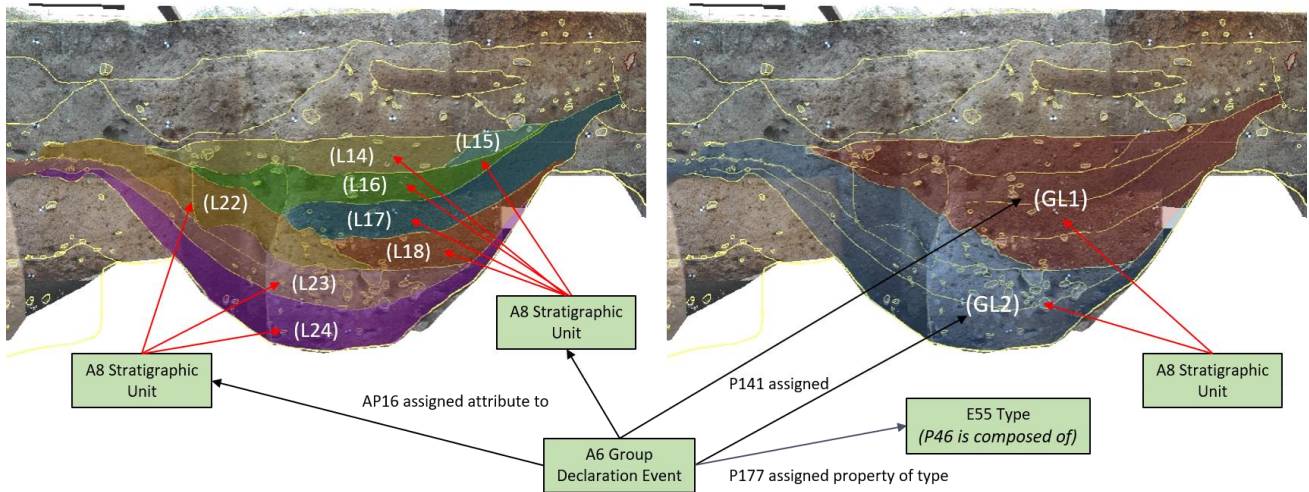 (L15)
(L14)
(L16)
(L22)
(L17)
(L18)
(L23)
(L24)
(GL1)
(GL2)
A8 Stratigraphic
Unit
A8 Stratigraphic
Unit
A8 Stratigraphic
Unit
AP16 assigned attribute to
P141 assigned
E55 Type
(P46 is composed of)
A6 Group
Declaration Event
P177 assigned property of type